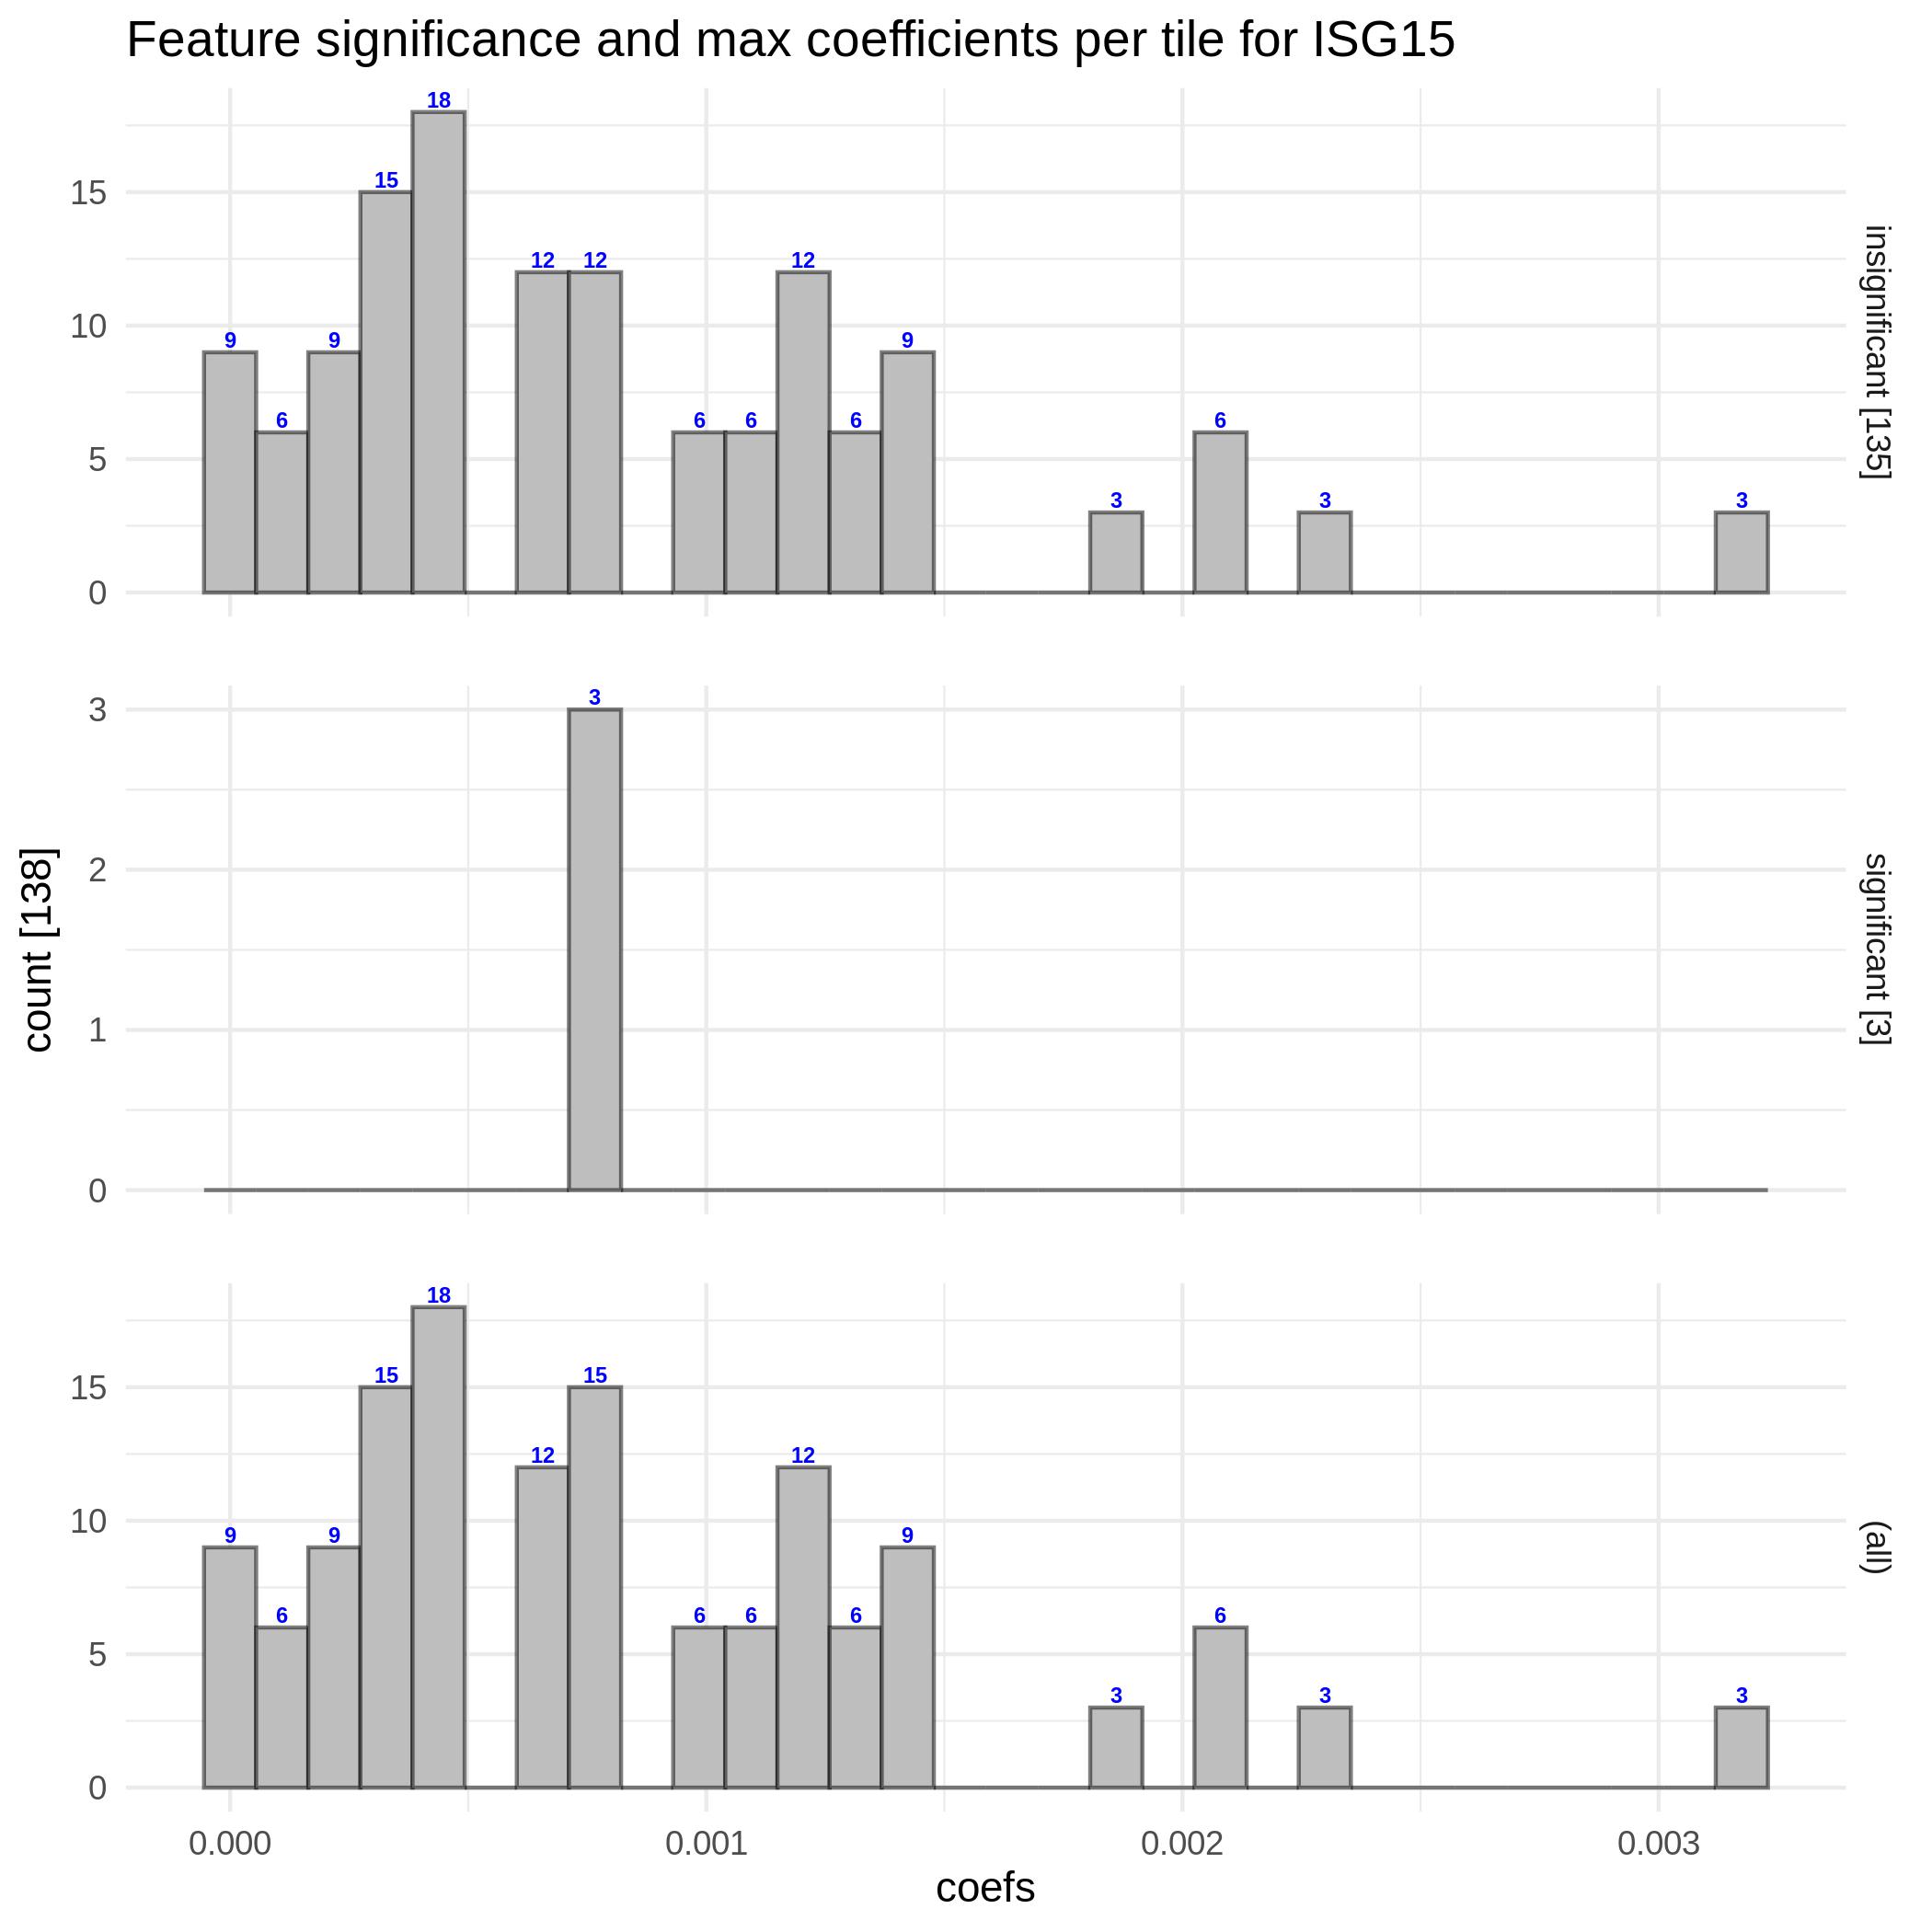 Feature significance and max coefficients per tile for ISG15
18
15
12 12 12
9 9 9
6 6 6 6 6
3 3 3
15
10
5
0
insignificant [135]
3
3
2
1
0
count [138]
significant [3]
18
15 15
12 12
9 9 9
6 6 6 6 6
3 3 3
15
10
5
0
(all)
0.000 0.001 0.002 0.003
coefs